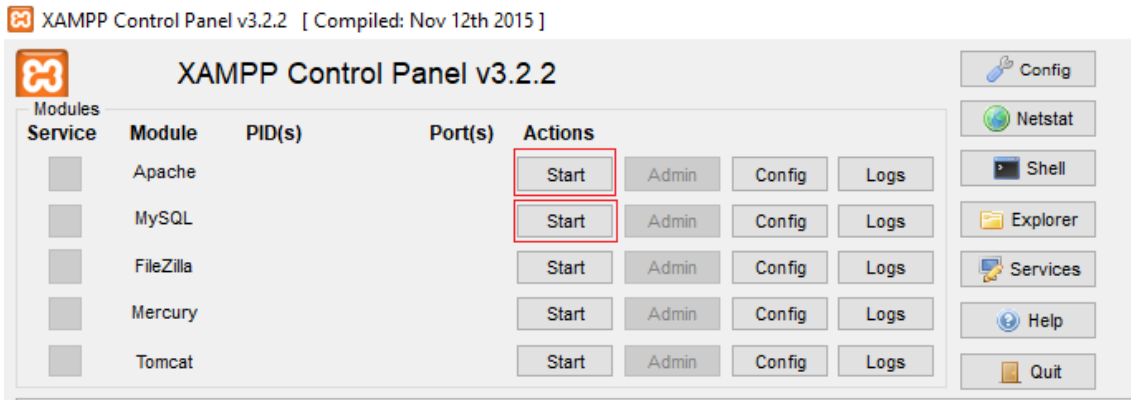 XAMPP Control Panel v3.2.2 [ Compiled: Nov 12th 2015 ]
XAMPP Control Panel v3.2.2
Config
Modules
Service Module PID(s) Port(s) Actions
Netstat
Apache Start Admin Config Logs
Shell
MySQL Start Admin Config Logs
Explorer
FileZilla Start Admin Config Logs
Services
Mercury Start Admin Config Logs
Help
Tomcat Start Admin Config Logs
Quit